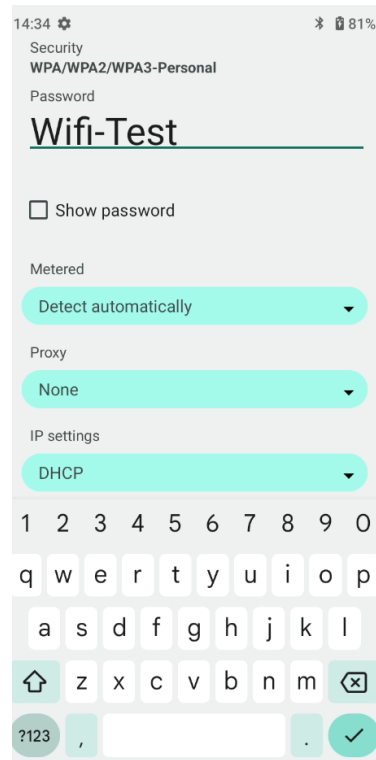 14:34 81%
Security
WPA/WPA2/WPA3-Personal
Password
Wifi-Test
Show password
Metered
Detect automatically
Proxy
None
IP settings
DHCP
1 2 3 4 5 6 7 8 9 0
q w e r t y u i o p
a s d f g h j k l
z x c v b n m
?123 , .